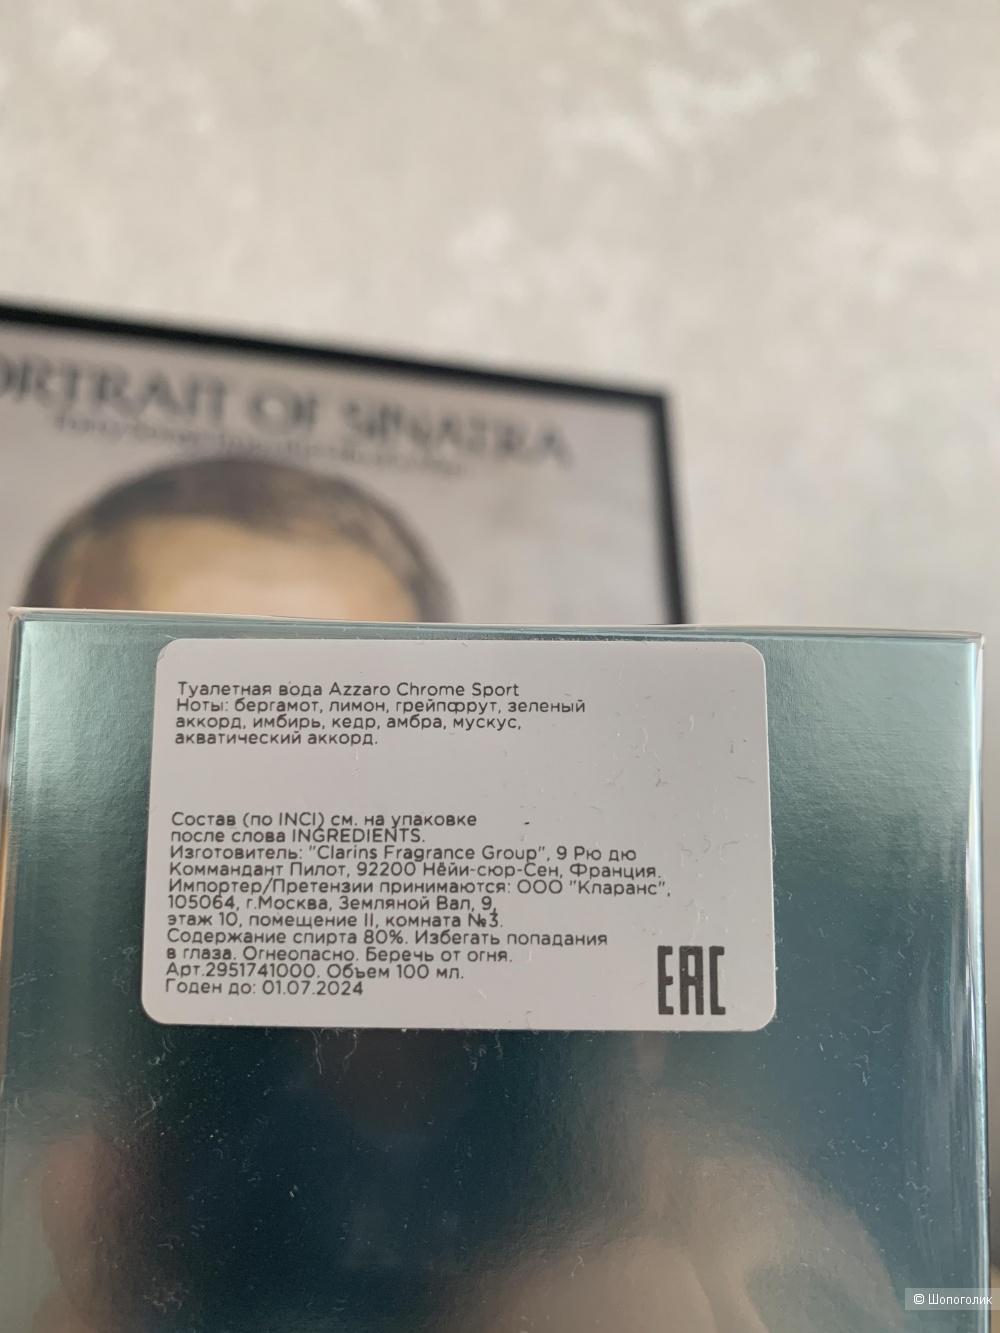 ORTRAIT OF SINATRA
Туалетная вода Azzaro Chrome Sport
Ноты: бергамот, лимон, грейпфрут, зеленый
аккорд, имбирь, кедр, амбра, мускус,
акватический аккорд.
Состав (по INCI) см. на упаковке
после слова INGREDIENTS.
Изготовитель: "Clarins Fragrance Group", 9 Рю дю
Коммандант Пилот, 92200 Нёйи-сюр-Сен, Франция.
Импортер/Претензии принимаются: ООО "Кларанс",
105064, г.Москва, Земляной Вал, 9,
этаж 10, помещение II, комната №3.
Содержание спирта 80%. Избегать попадания
в глаза. Огнеопасно. Беречь от огня.
Арт.2951741000. Объем 100 мл.
Годен до: 01.07.2024
EAC
© Шопоголик